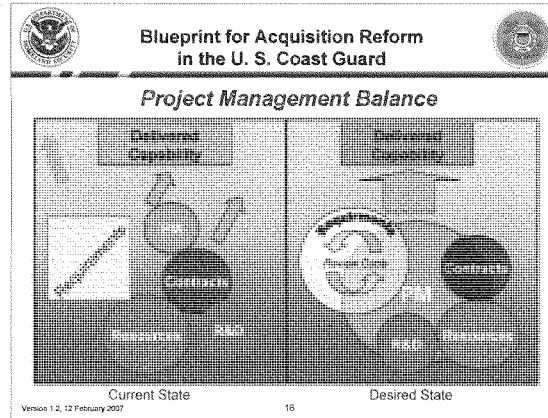 Blueprint for Acquisition Reform
in the U. S. Coast Guard
Project Management Balance
Delivered
Capability
Contracts
Resources
R&D
Delivered
Capability
Contracts
PM
Resources
R&D
Current State
Desired State
Version 1.2, 12 February 2007
16